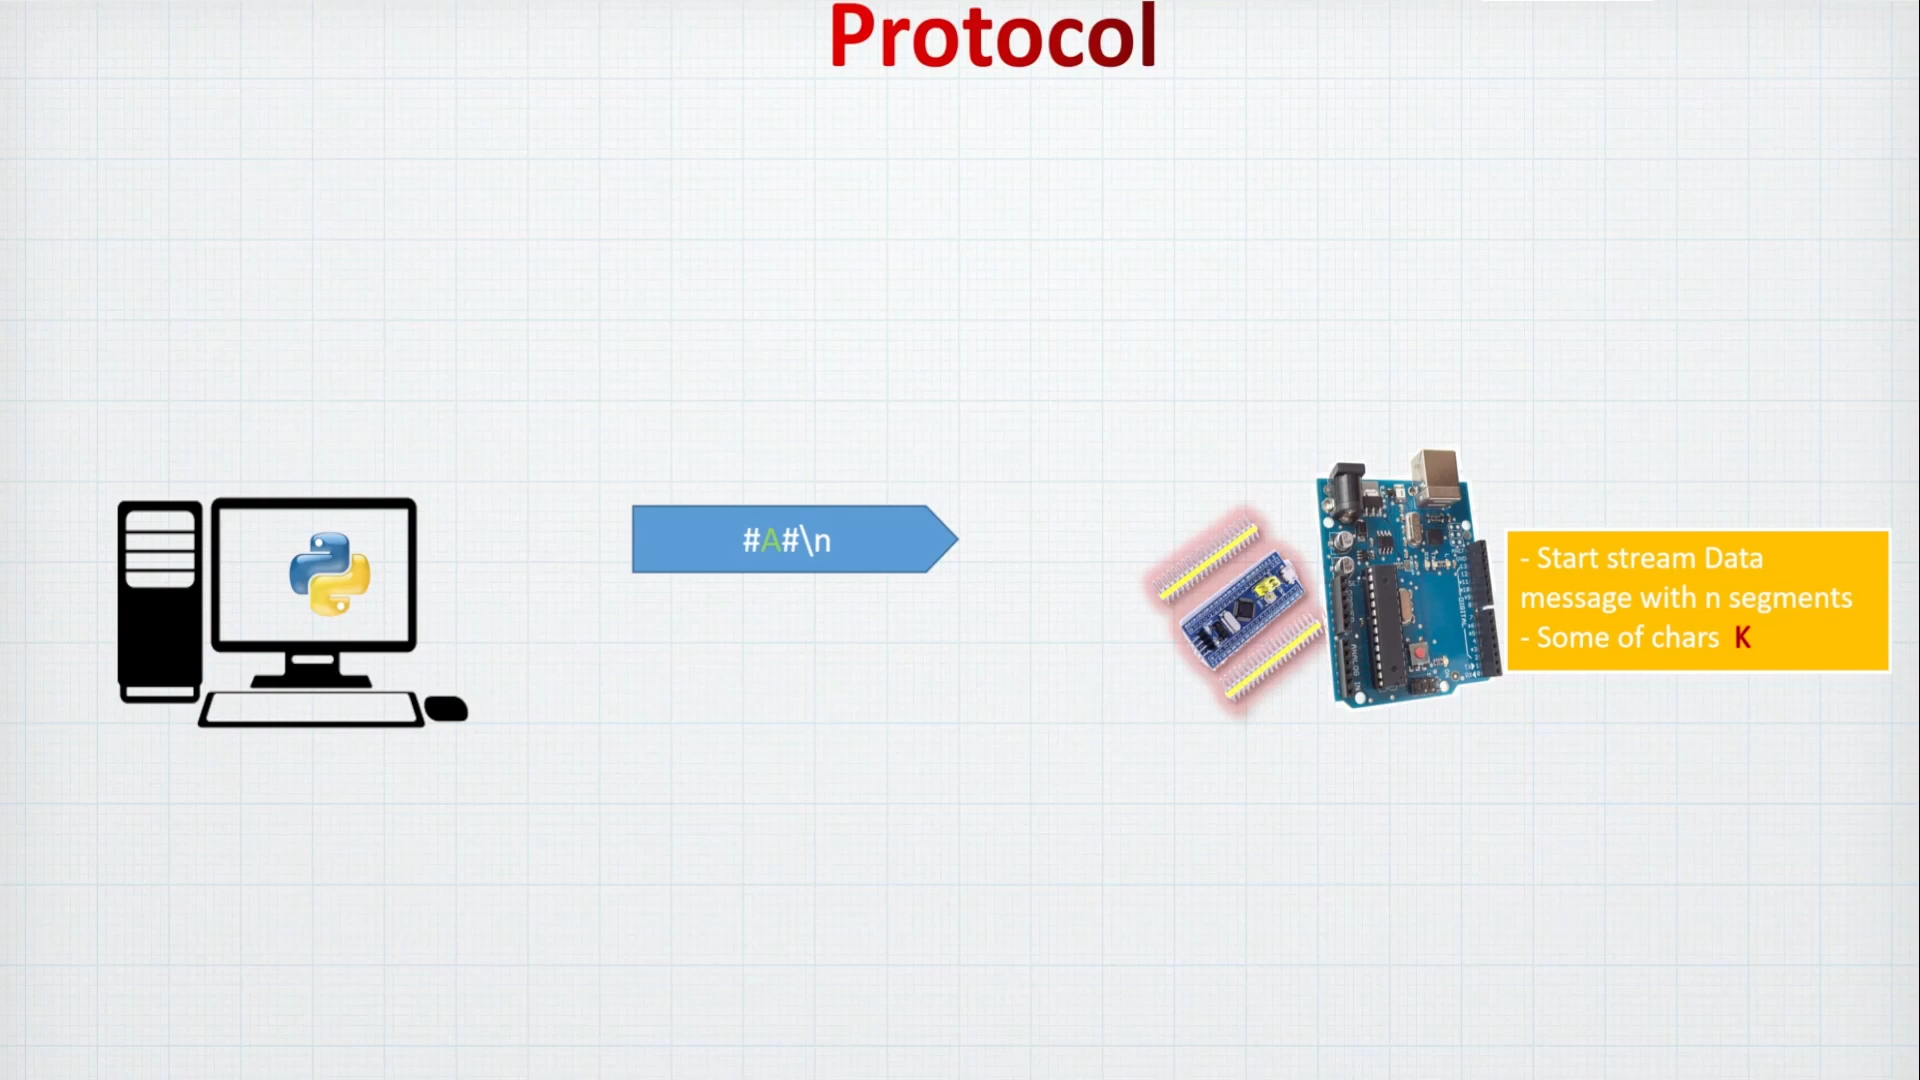 Protocol
#A#\n
- Start stream Data
message with n segments
- Some of chars K